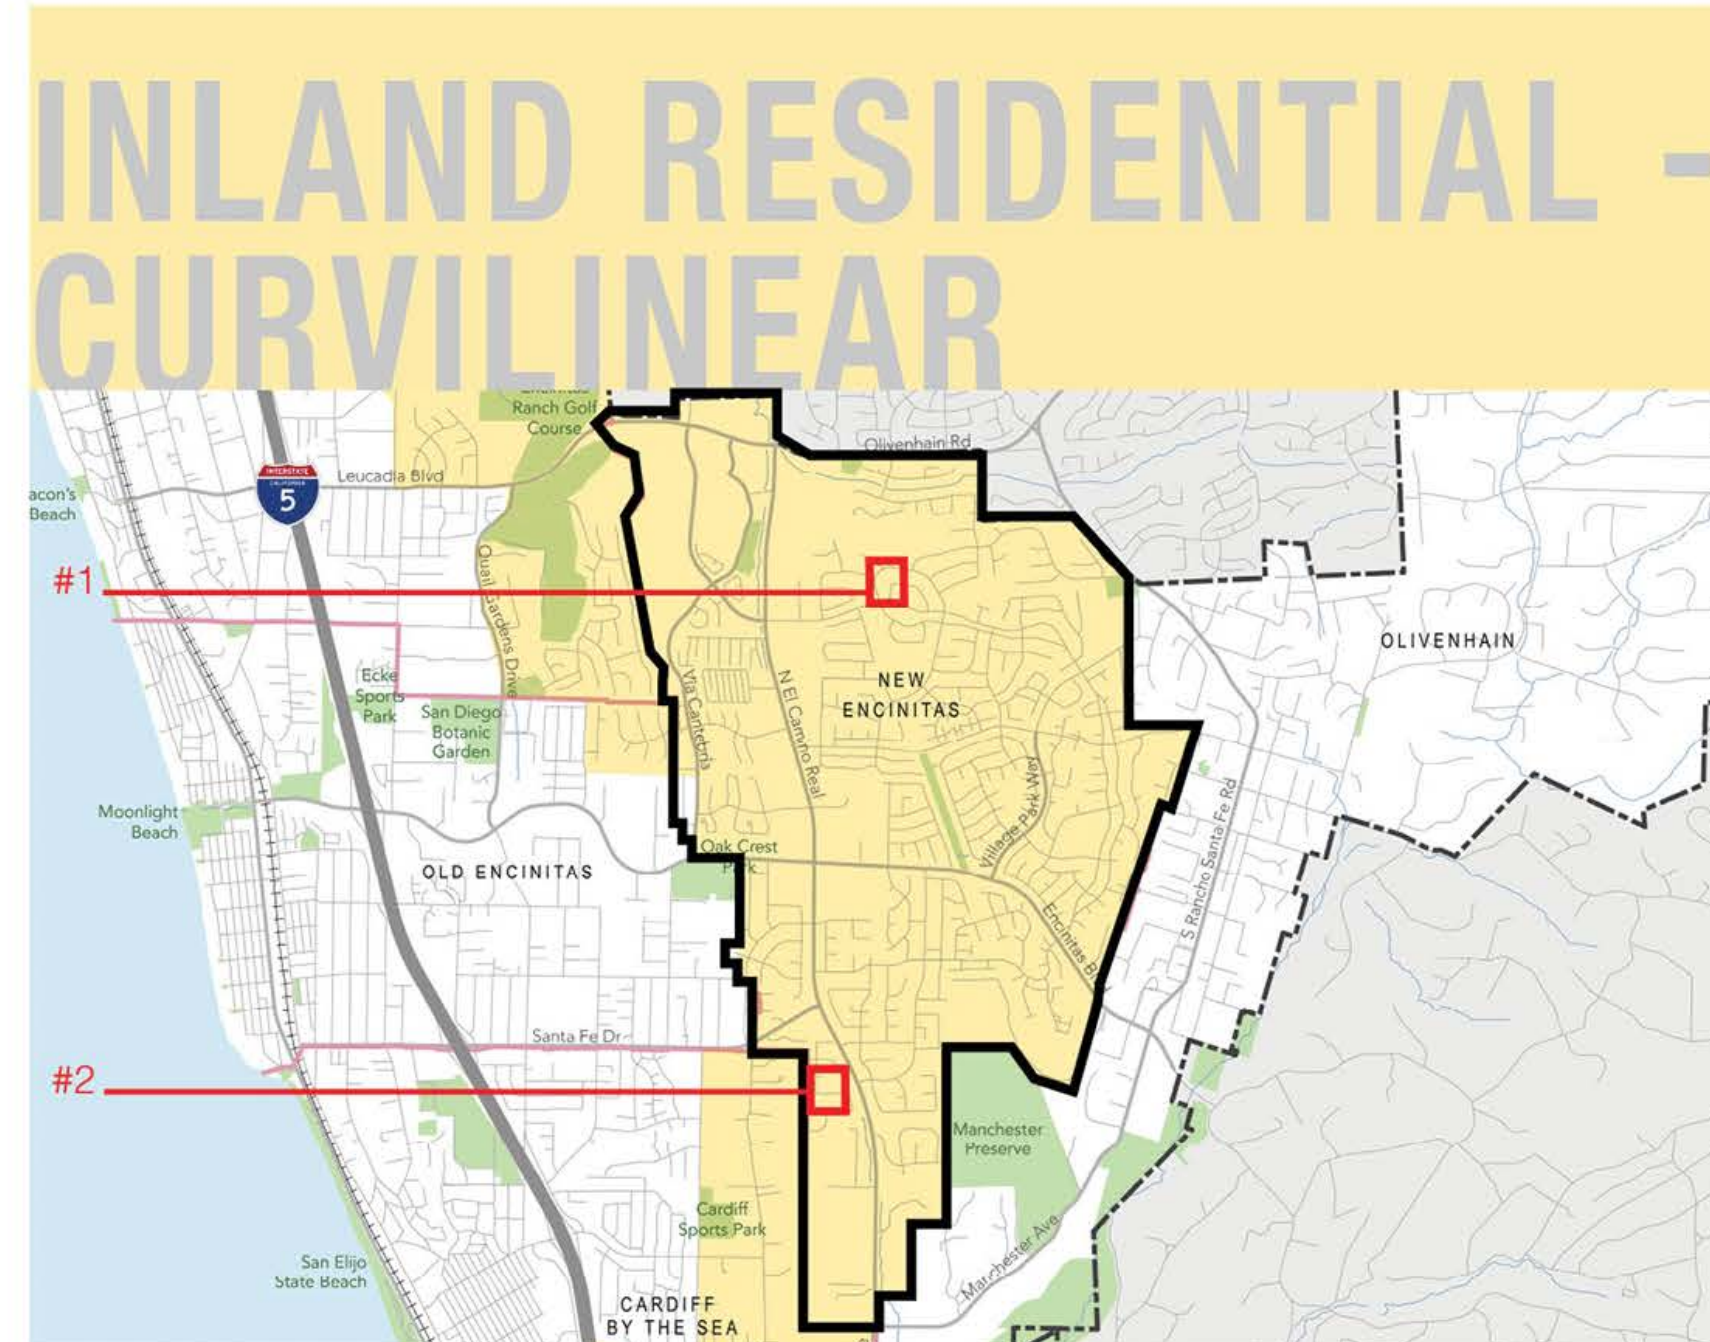 INLAND RESIDENTIAL –
CURVILINEAR
Ranch Golf
Course
Olivenhain Rd
Leucadia Blvd
INTERSTATE
CALIFORNIA
5
acon's
Beach
Quail Gardens Drive
#1
OLIVENHAIN
Ecke
Sports
Park
San Diego
Botanic
Garden
Via Cantebria
N El Camino Real
NEW
ENCINITAS
Village Park Way
S Rancho Santa Fe Rd
Moonlight
Beach
Oak Crest
Park
OLD ENCINITAS
Encinitas
Santa Fe Dr
#2
Manchester
Preserve
Cardiff
Sports Park
Manchester Ave
San Elijo
State Beach
CARDIFF
BY THE SEA